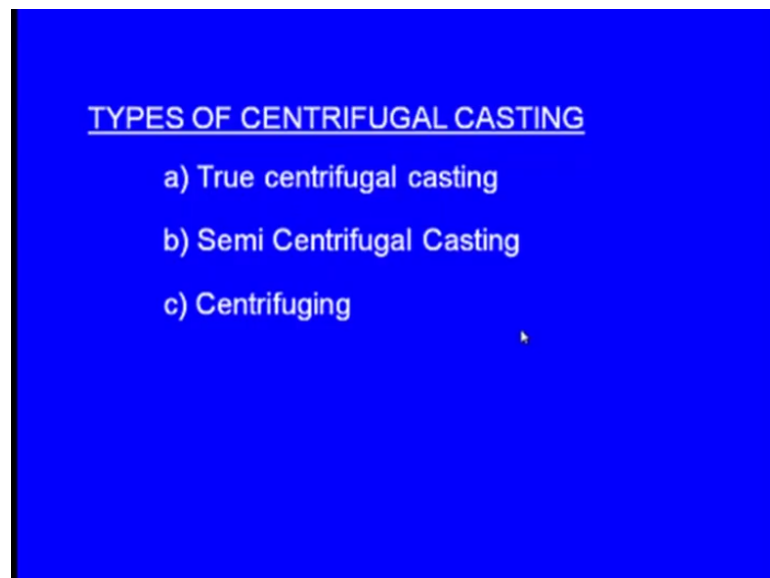 TYPES OF CENTRIFUGAL CASTING
a) True centrifugal casting
b) Semi Centrifugal Casting
c) Centrifuging